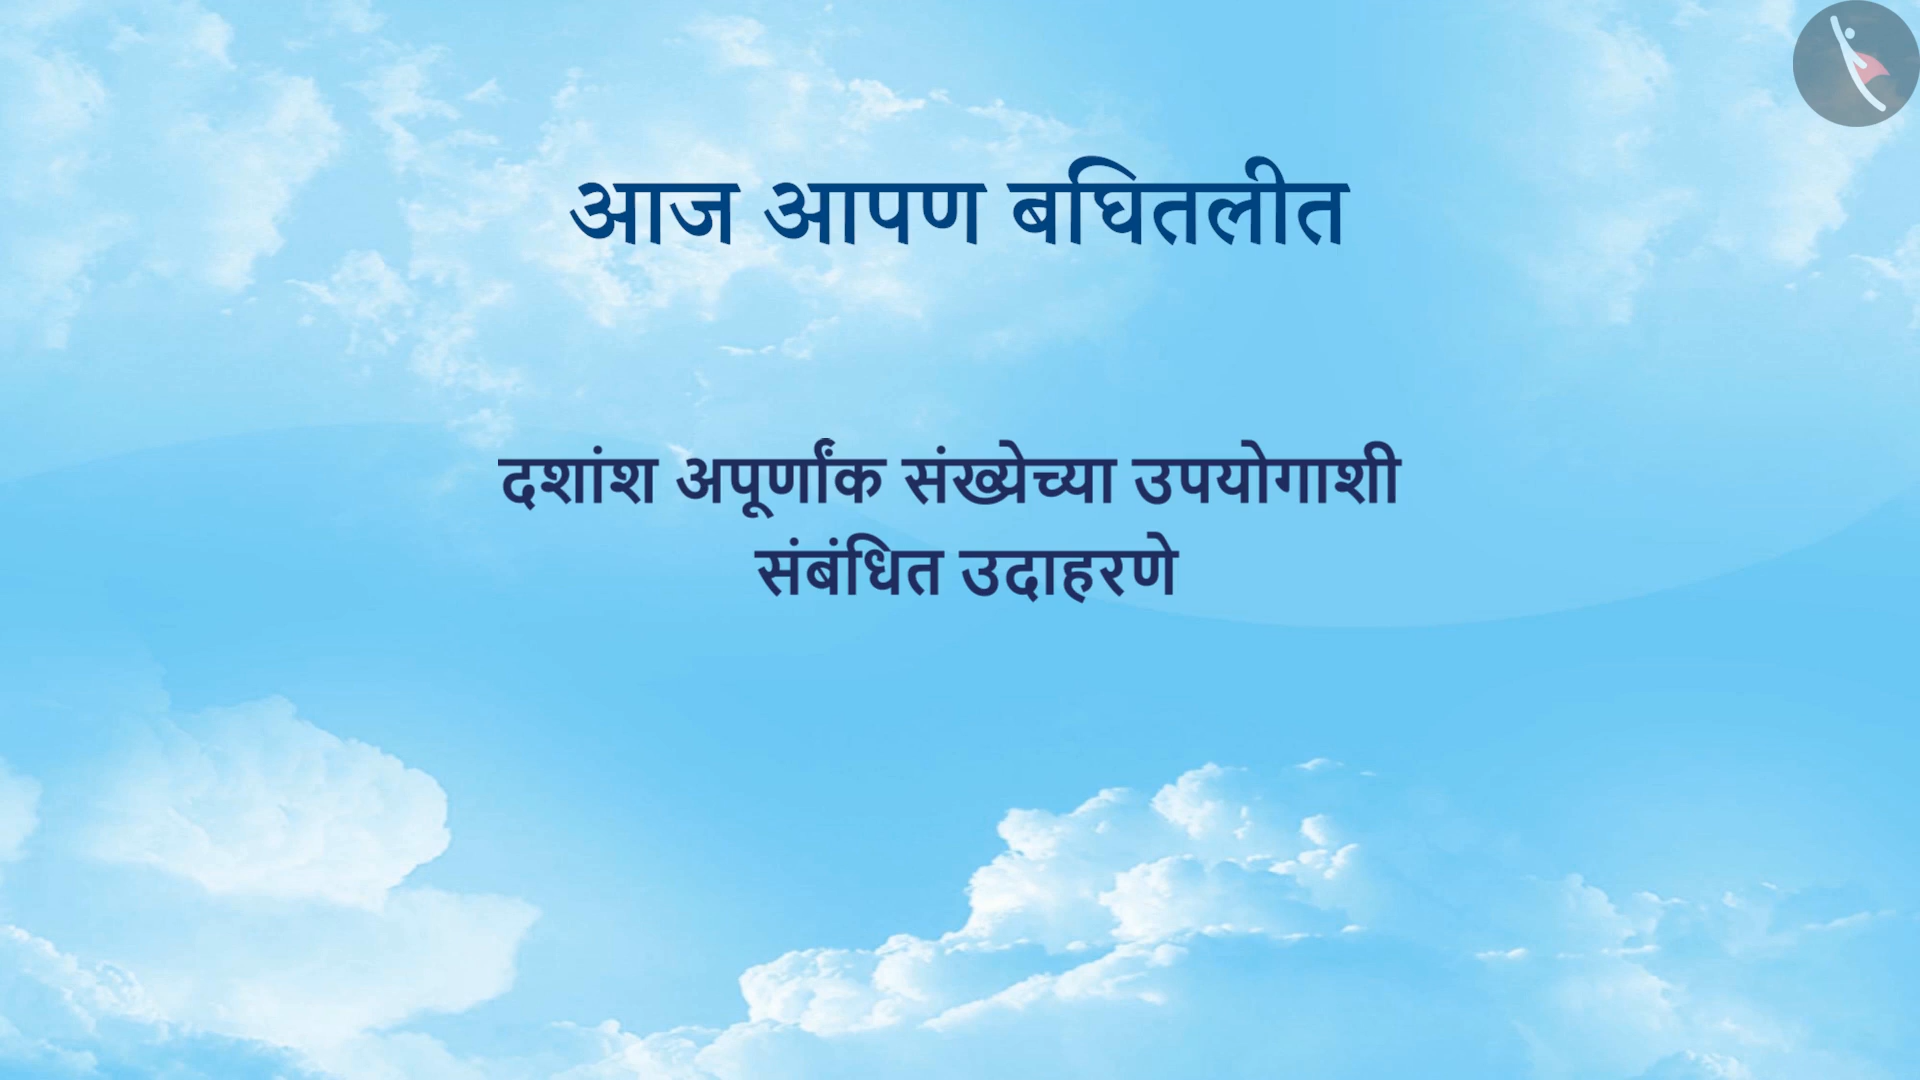 आज आपण बघितलीत
दशांश अपूर्णांक संख्येच्या उपयोगाशी
संबंधित उदाहरणे